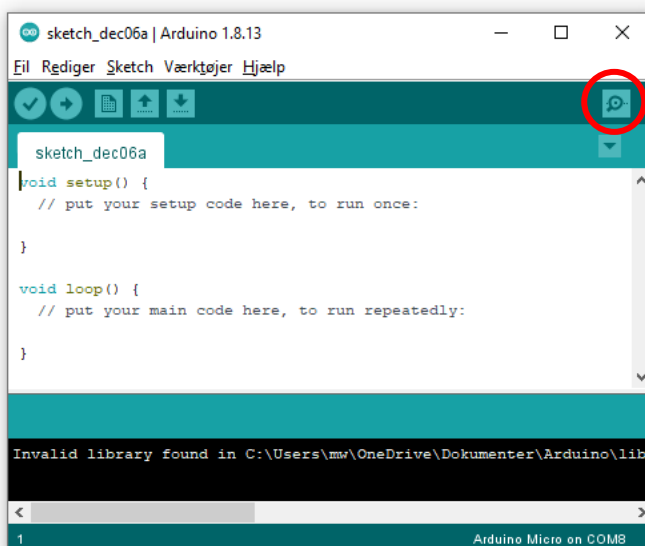 sketch_dec06a | Arduino 1.8.13
Fil Rediger Sketch Værktøjer Hjælp
sketch_dec06a
void setup() {
// put your setup code here, to run once:
}
void loop() {
// put your main code here, to run repeatedly:
}
Invalid library found in C:\Users\mw\OneDrive\Dokumenter\Arduino\lib
1
Arduino Micro on COM8